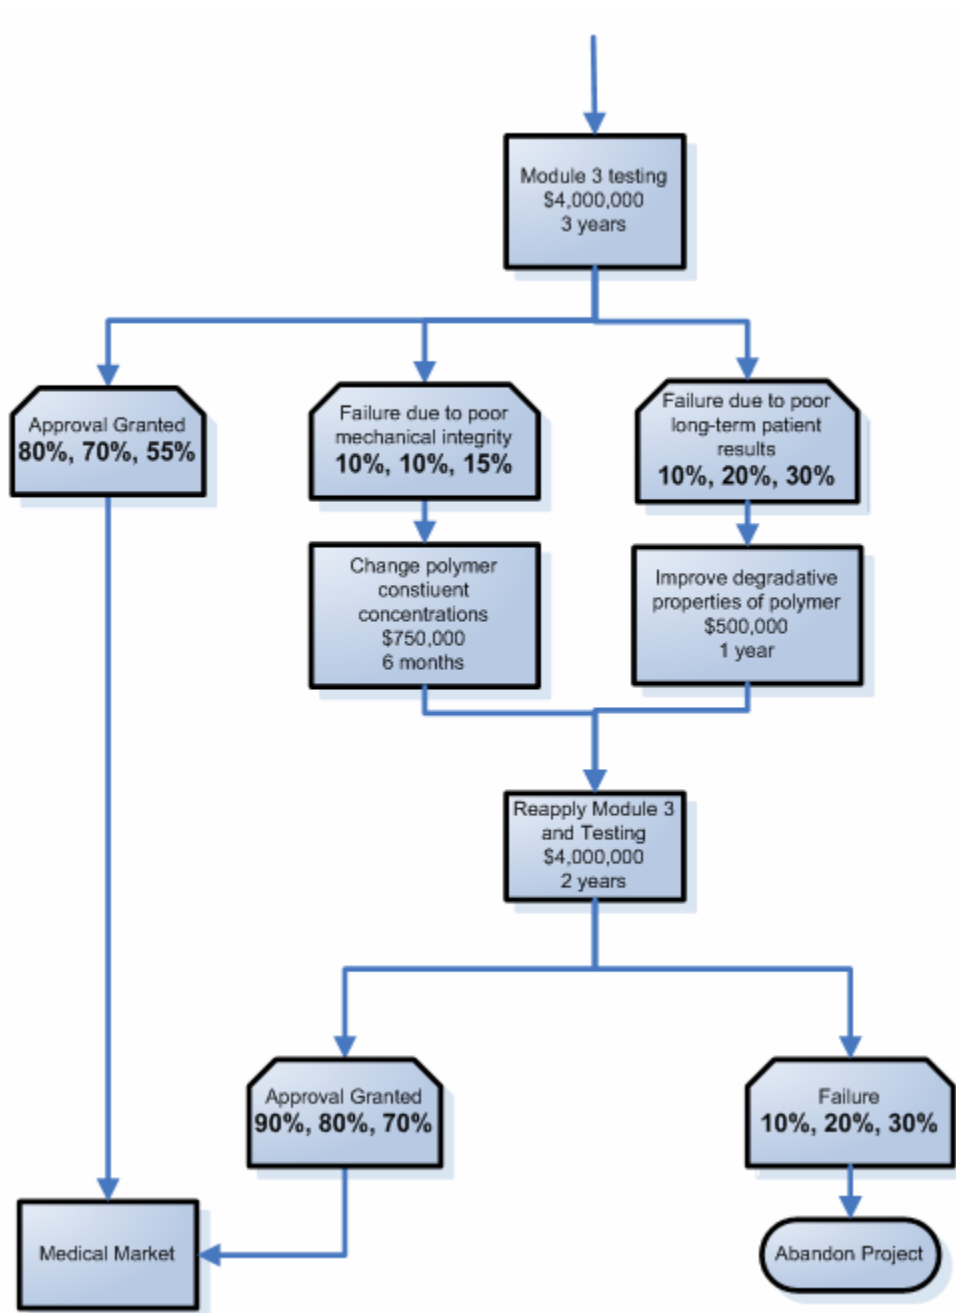 Module 3 testing
$4,000,000
3 years
Approval Granted
80%, 70%, 55%
Failure due to poor
mechanical integrity
10%, 10%, 15%
Failure due to poor
long-term patient
results
10%, 20%, 30%
Change polymer
constiuent
concentrations
$750,000
6 months
Improve degradative
properties of polymer
$500,000
1 year
Reapply Module 3
and Testing
$4,000,000
2 years
Approval Granted
90%, 80%, 70%
Failure
10%, 20%, 30%
Medical Market
Abandon Project